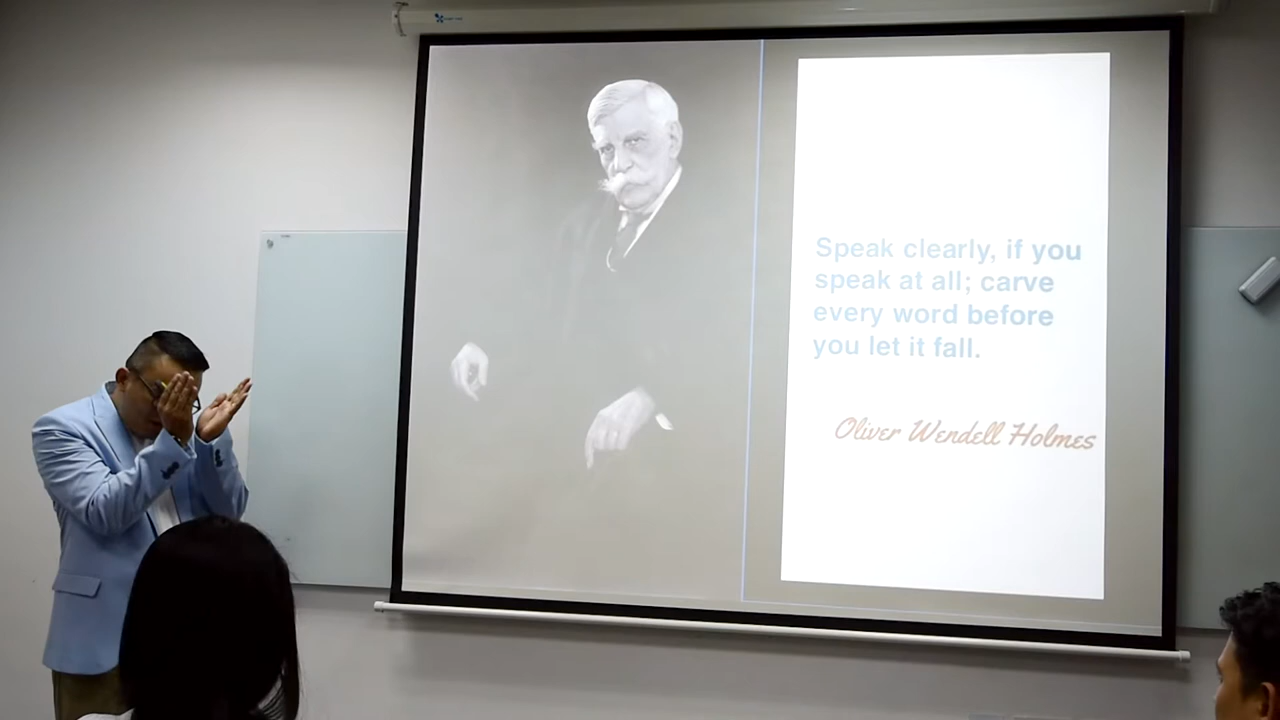 Speak clearly, if you
speak at all; carve
every word before
you let it fall.
Oliver Wendell Holmes